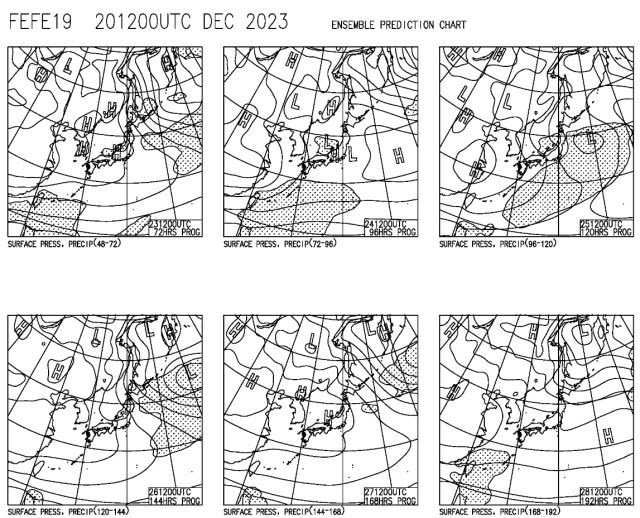 FEFE19 201200UTC DEC 2023 ENSEMBLE PREDICTION CHART
H L H H H H
231200UTC
72HRS PROG
SURFACE PRESS, PRECIP(48-72)
H L H H L H L H
241200UTC
96HRS PROG
SURFACE PRESS, PRECIP(72-96)
H L L H L
251200UTC
120HRS PROG
SURFACE PRESS, PRECIP(96-120)
H L L H H L
261200UTC
144HRS PROG
SURFACE PRESS, PRECIP(120-144)
H L L H H H
271200UTC
168HRS PROG
SURFACE PRESS, PRECIP(144-168)
H H L H
281200UTC
192HRS PROG
SURFACE PRESS, PRECIP(168-192)